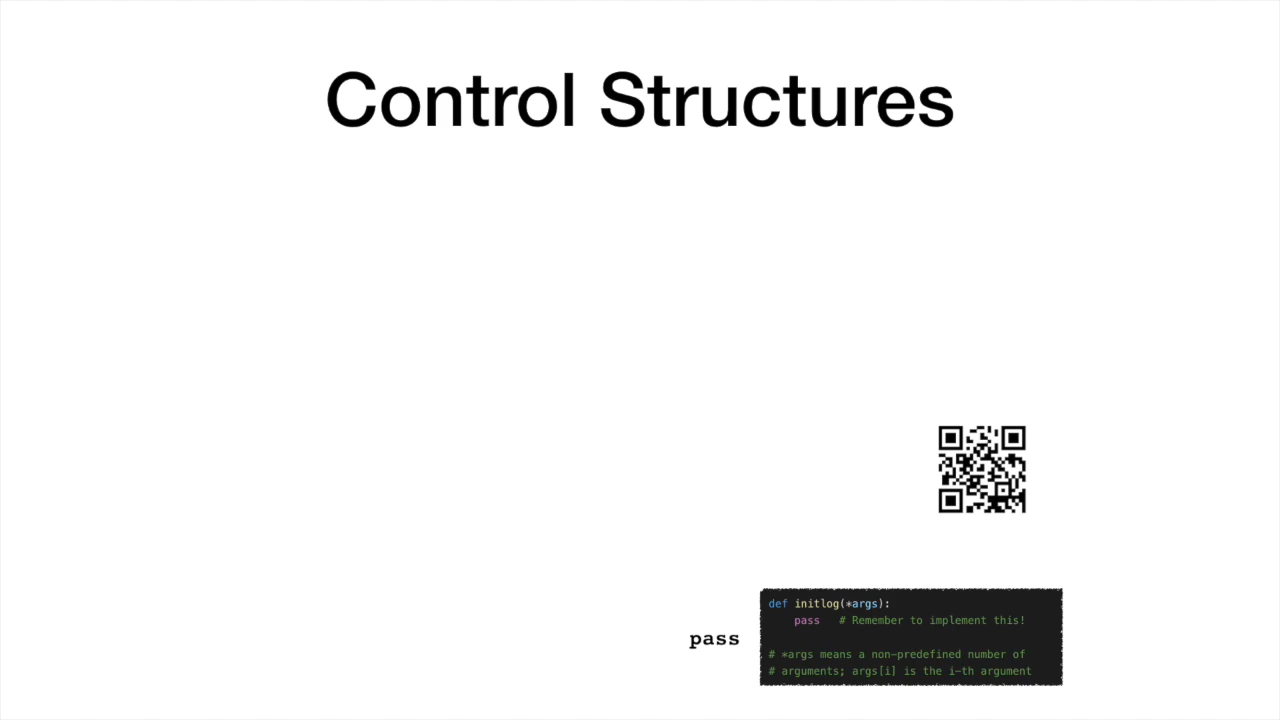 Control Structures
pass
def initlog(*args):
pass # Remember to implement this!
# *args means a non-predefined number of
# arguments; args[i] is the i-th argument